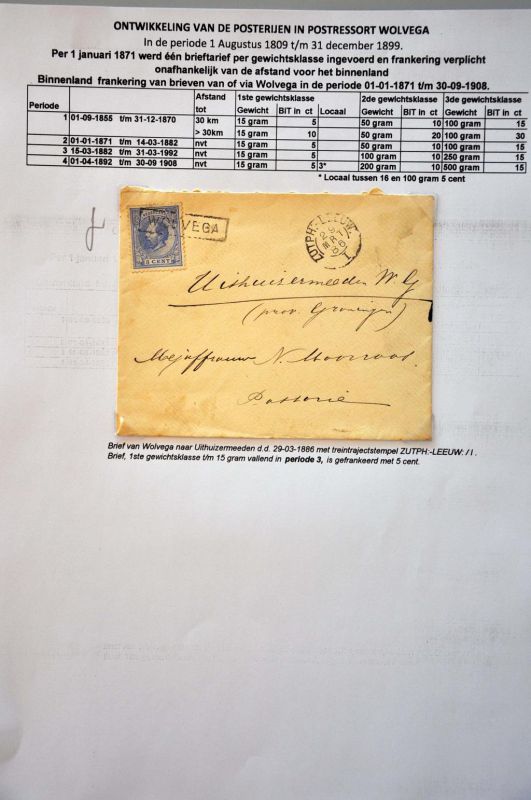 ONTWIKKELING VAN DE POSTERIJEN IN POSTRESSORT WOLVEGA
In de periode 1 Augustus 1809 t/m 31 december 1899.
Per 1 januari 1871 werd één brieftarief per gewichtsklasse ingevoerd en frankering verplicht
onafhankelijk van de afstand voor het binnenland
Binnenland frankering van brieven van of via Wolvega in de periode 01-01-1871 t/m 30-09-1908.
Periode Afstand tot 1ste gewichtsklasse Gewicht BiT in ct Locaal 2de gewichtsklasse Gewicht BiT in ct 3de gewichtsklasse Gewicht BiT in ct
1 01-09-1855 t/m 31-12-1870 30 km 15 gram 5 50 gram 10 100 gram 15
> 30km 15 gram 10 50 gram 20 100 gram 30
2 01-01-1871 t/m 14-03-1882 nvt 15 gram 5 50 gram 10 100 gram 15
3 15-03-1882 t/m 31-03-1992 nvt 15 gram 5 100 gram 10 250 gram 15
4 01-04-1892 t/m 30-09 1908 nvt 15 gram 5 3* 200 gram 10 500 gram 15
* Locaal tussen 16 en 100 gram 5 cent
WOLVEGA
5 CENT
ZUTPH:-LEEUW.
29
MRT
86
I
Uithuizermeeden W.G
(prov. Groningen)
Mejuffrouw N.
Pastorie
Brief van Wolvega naar Uithuizermeeden d.d. 29-03-1886 met treintrajectstempel ZUTPH:-LEEUW: / I .
Brief, 1ste gewichtsklasse t/m 15 gram vallend in periode 3, is gefrankeerd met 5 cent.